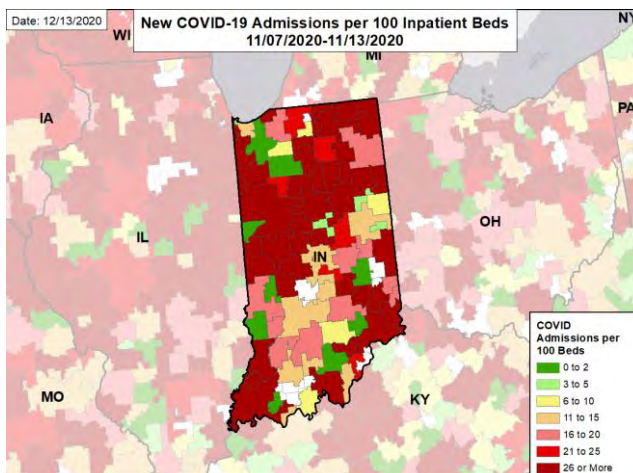 Date: 12/13/2020
New COVID-19 Admissions per 100 Inpatient Beds
11/07/2020-11/13/2020
WI
MI
NY
IA
PA
IL
IN
OH
MO
KY
COVID
Admissions per
100 Beds
0 to 2
3 to 5
6 to 10
11 to 15
16 to 20
21 to 25
26 or More